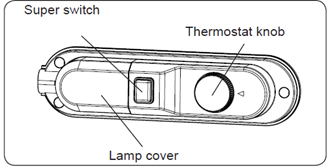 Super switch
Thermostat knob
Lamp cover